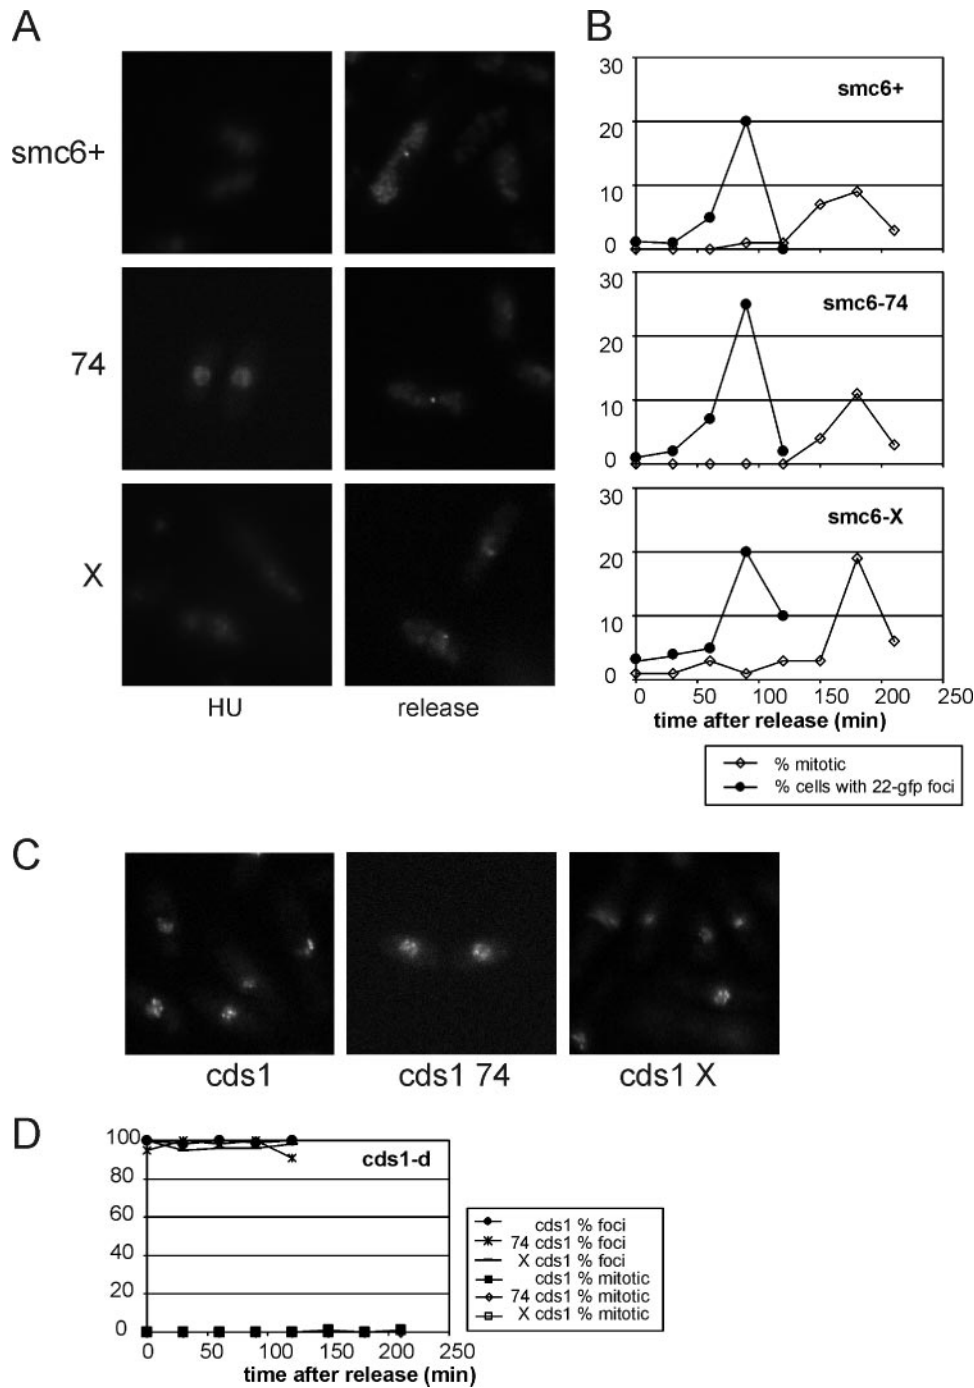 A
B
smc6+
74
X
HU
release
30
20
10
0
smc6+
30
20
10
0
smc6-74
30
20
10
0
smc6-X
0
50
100
150
200
250
time after release (min)
% mitotic
% cells with 22-gfp foci
C
cds1
cds1 74
cds1 X
D
100
80
60
40
20
0
cds1-d
0
50
100
150
200
250
time after release (min)
cds1 % foci
74 cds1 % foci
X cds1 % foci
cds1 % mitotic
74 cds1 % mitotic
X cds1 % mitotic